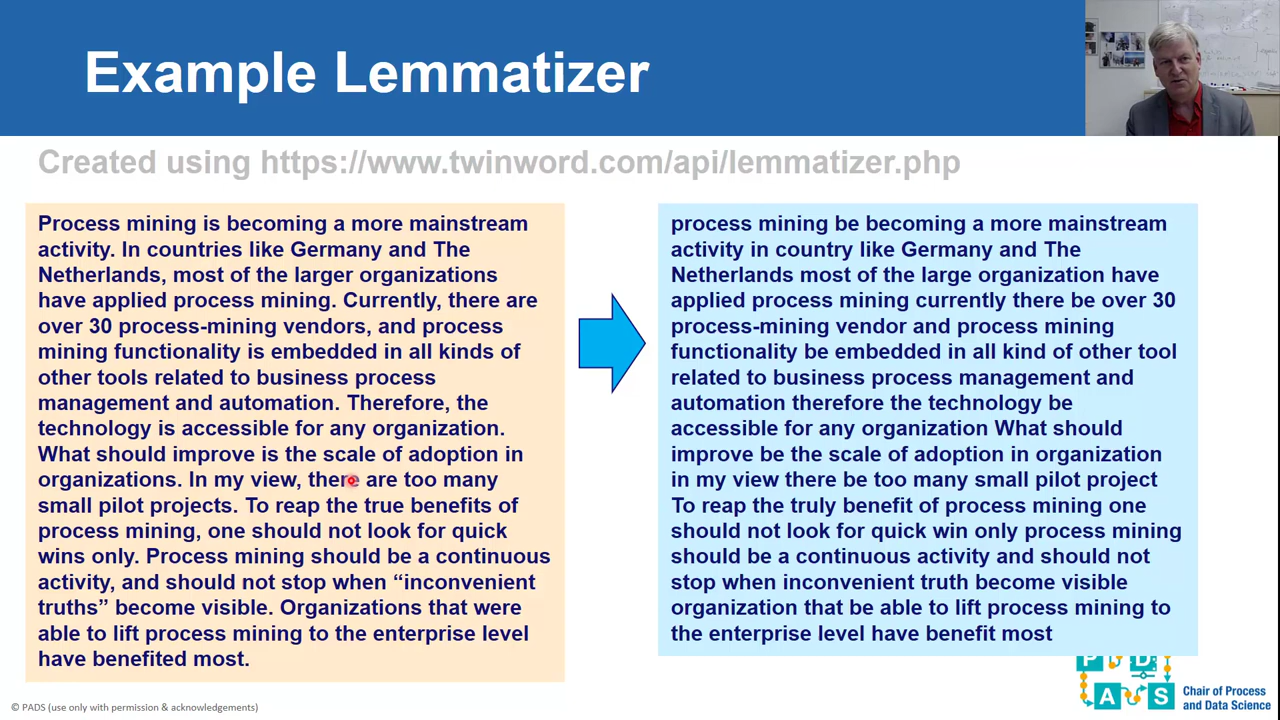 Example Lemmatizer
Created using https://www.twinword.com/api/lemmatizer.php
Process mining is becoming a more mainstream
activity. In countries like Germany and The
Netherlands, most of the larger organizations
have applied process mining. Currently, there are
over 30 process-mining vendors, and process
mining functionality is embedded in all kinds of
other tools related to business process
management and automation. Therefore, the
technology is accessible for any organization.
What should improve is the scale of adoption in
organizations. In my view, there are too many
small pilot projects. To reap the true benefits of
process mining, one should not look for quick
wins only. Process mining should be a continuous
activity, and should not stop when “inconvenient
truths” become visible. Organizations that were
able to lift process mining to the enterprise level
have benefited most.
process mining be becoming a more mainstream
activity in country like Germany and The
Netherlands most of the large organization have
applied process mining currently there be over 30
process-mining vendor and process mining
functionality be embedded in all kind of other tool
related to business process management and
automation therefore the technology be
accessible for any organization What should
improve be the scale of adoption in organization
in my view there be too many small pilot project
To reap the truly benefit of process mining one
should not look for quick win only process mining
should be a continuous activity and should not
stop when inconvenient truth become visible
organization that be able to lift process mining to
the enterprise level have benefit most
P D
A S
Chair of Process
and Data Science
© PADS (use only with permission & acknowledgements)